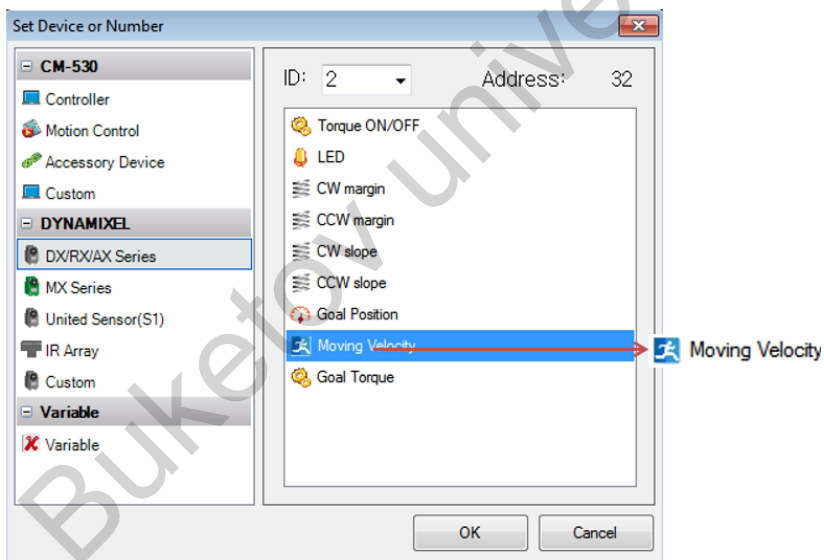 Set Device or Number
CM-530
Controller
Motion Control
Accessory Device
Custom
DYNAMIXEL
DX/RX/AX Series
MX Series
United Sensor(S1)
IR Array
Custom
Variable
Variable
ID: 2 Address: 32
Torque ON/OFF
LED
CW margin
CCW margin
CW slope
CCW slope
Goal Position
Moving Velocity
Goal Torque
Moving Velocity
OK Cancel
Buketov unive